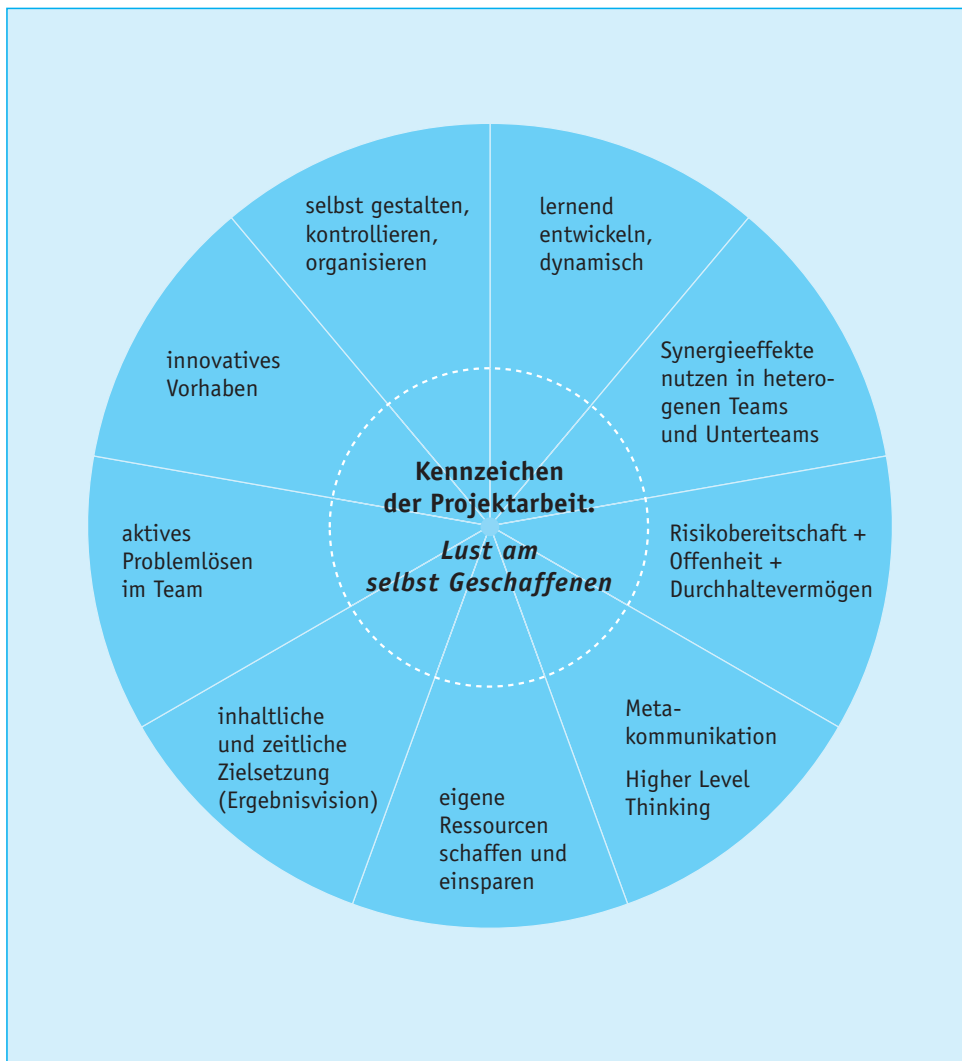 selbst gestalten,
kontrollieren,
organisieren
lernend
entwickeln,
dynamisch
Synergieeffekte
nutzen in hetero-
genen Teams
und Unterteams
Risikobereitschaft +
Offenheit +
Durchhaltevermögen
Meta-
kommunikation
Higher Level
Thinking
eigene
Ressourcen
schaffen und
einsparen
inhaltliche
und zeitliche
Zielsetzung
(Ergebnisvision)
aktives
Problemlösen
im Team
innovatives
Vorhaben
Kennzeichen
der Projektarbeit:
Lust am
selbst Geschaffenen